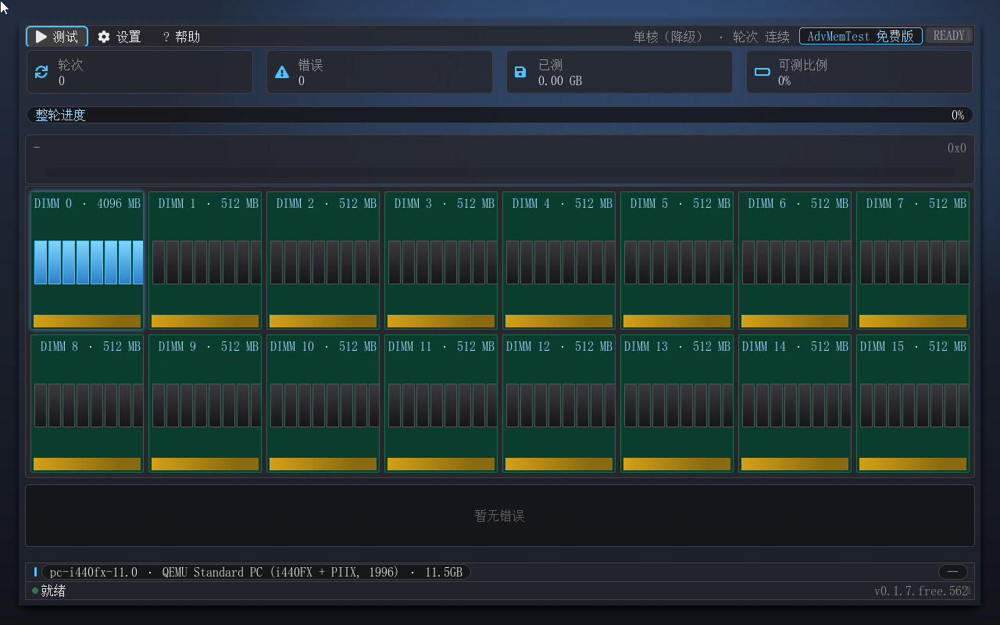 测试 设置 ? 帮助 单核（降级） · 轮次 连续 AdvMemTest 免费版 READY
轮次 错误 已测 可测比例
0 0 0.00 GB 0%
整轮进度 0%
— 0x0
DIMM 0 · 4096 MB DIMM 1 · 512 MB DIMM 2 · 512 MB DIMM 3 · 512 MB DIMM 4 · 512 MB DIMM 5 · 512 MB DIMM 6 · 512 MB DIMM 7 · 512 MB
DIMM 8 · 512 MB DIMM 9 · 512 MB DIMM 10 · 512 MB DIMM 11 · 512 MB DIMM 12 · 512 MB DIMM 13 · 512 MB DIMM 14 · 512 MB DIMM 15 · 512 MB
暂无错误
pc-i440fx-11.0 · QEMU Standard PC (i440FX + PIIX, 1996) · 11.5GB —
就绪 v0.1.7.free.562